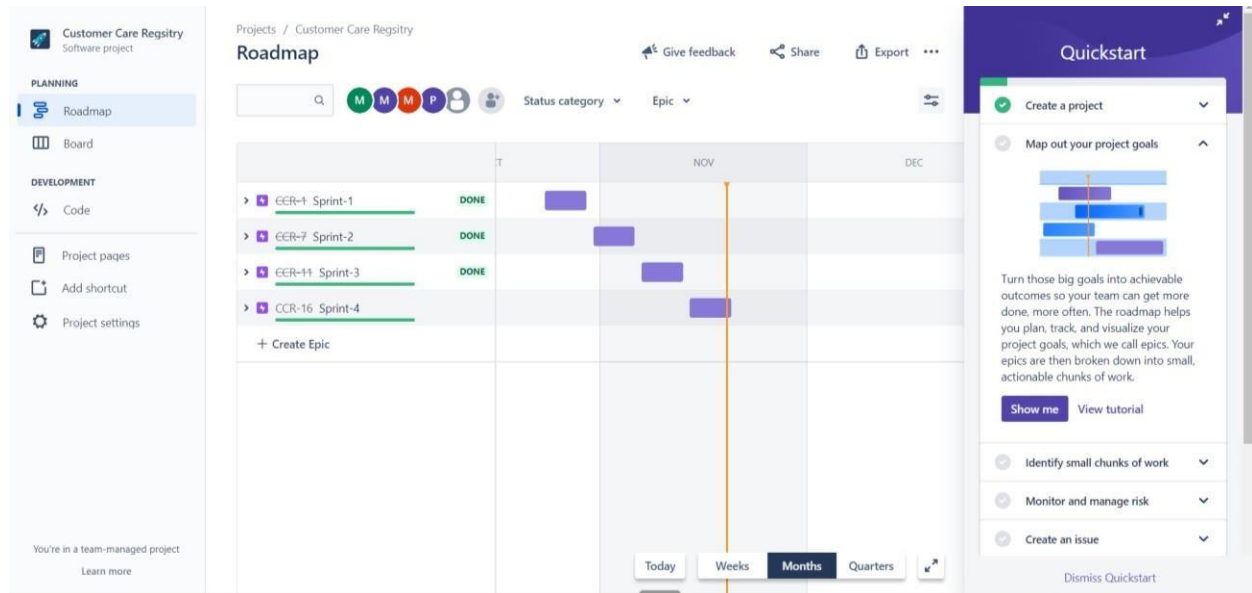 Customer Care Regsitry
Software project
PLANNING
Roadmap
Board
DEVELOPMENT
Code
Project pages
Add shortcut
Project settings
You're in a team-managed project
Learn more
Projects / Customer Care Regsitry
Roadmap
Give feedback
Share
Export
M M M P
Status category
Epic
T NOV DEC
CCR-1 Sprint-1 DONE
CCR-7 Sprint-2 DONE
CCR-11 Sprint-3 DONE
CCR-16 Sprint-4
+ Create Epic
Today Weeks Months Quarters
Quickstart
Create a project
Map out your project goals
Turn those big goals into achievable
outcomes so your team can get more
done, more often. The roadmap helps
you plan, track, and visualize your
project goals, which we call epics. Your
epics are then broken down into small,
actionable chunks of work.
Show me View tutorial
Identify small chunks of work
Monitor and manage risk
Create an issue
Dismiss Quickstart